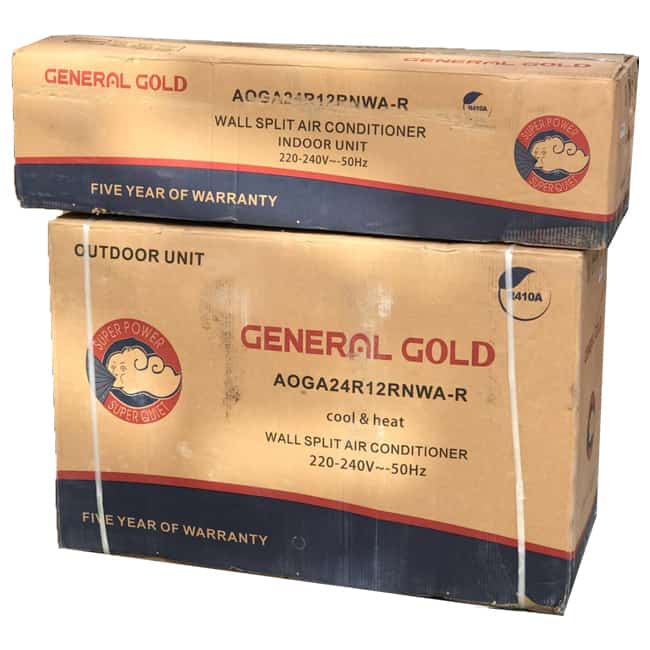 GENERAL GOLD
AOGA24R12RNWA-R
R410A
WALL SPLIT AIR CONDITIONER
INDOOR UNIT
220-240V~-50Hz
SUPER POWER
SUPER QUIET
FIVE YEAR OF WARRANTY
OUTDOOR UNIT
R410A
SUPER POWER
SUPER QUIET
GENERAL GOLD
AOGA24R12RNWA-R
cool & heat
WALL SPLIT AIR CONDITIONER
220-240V~-50Hz
FIVE YEAR OF WARRANTY